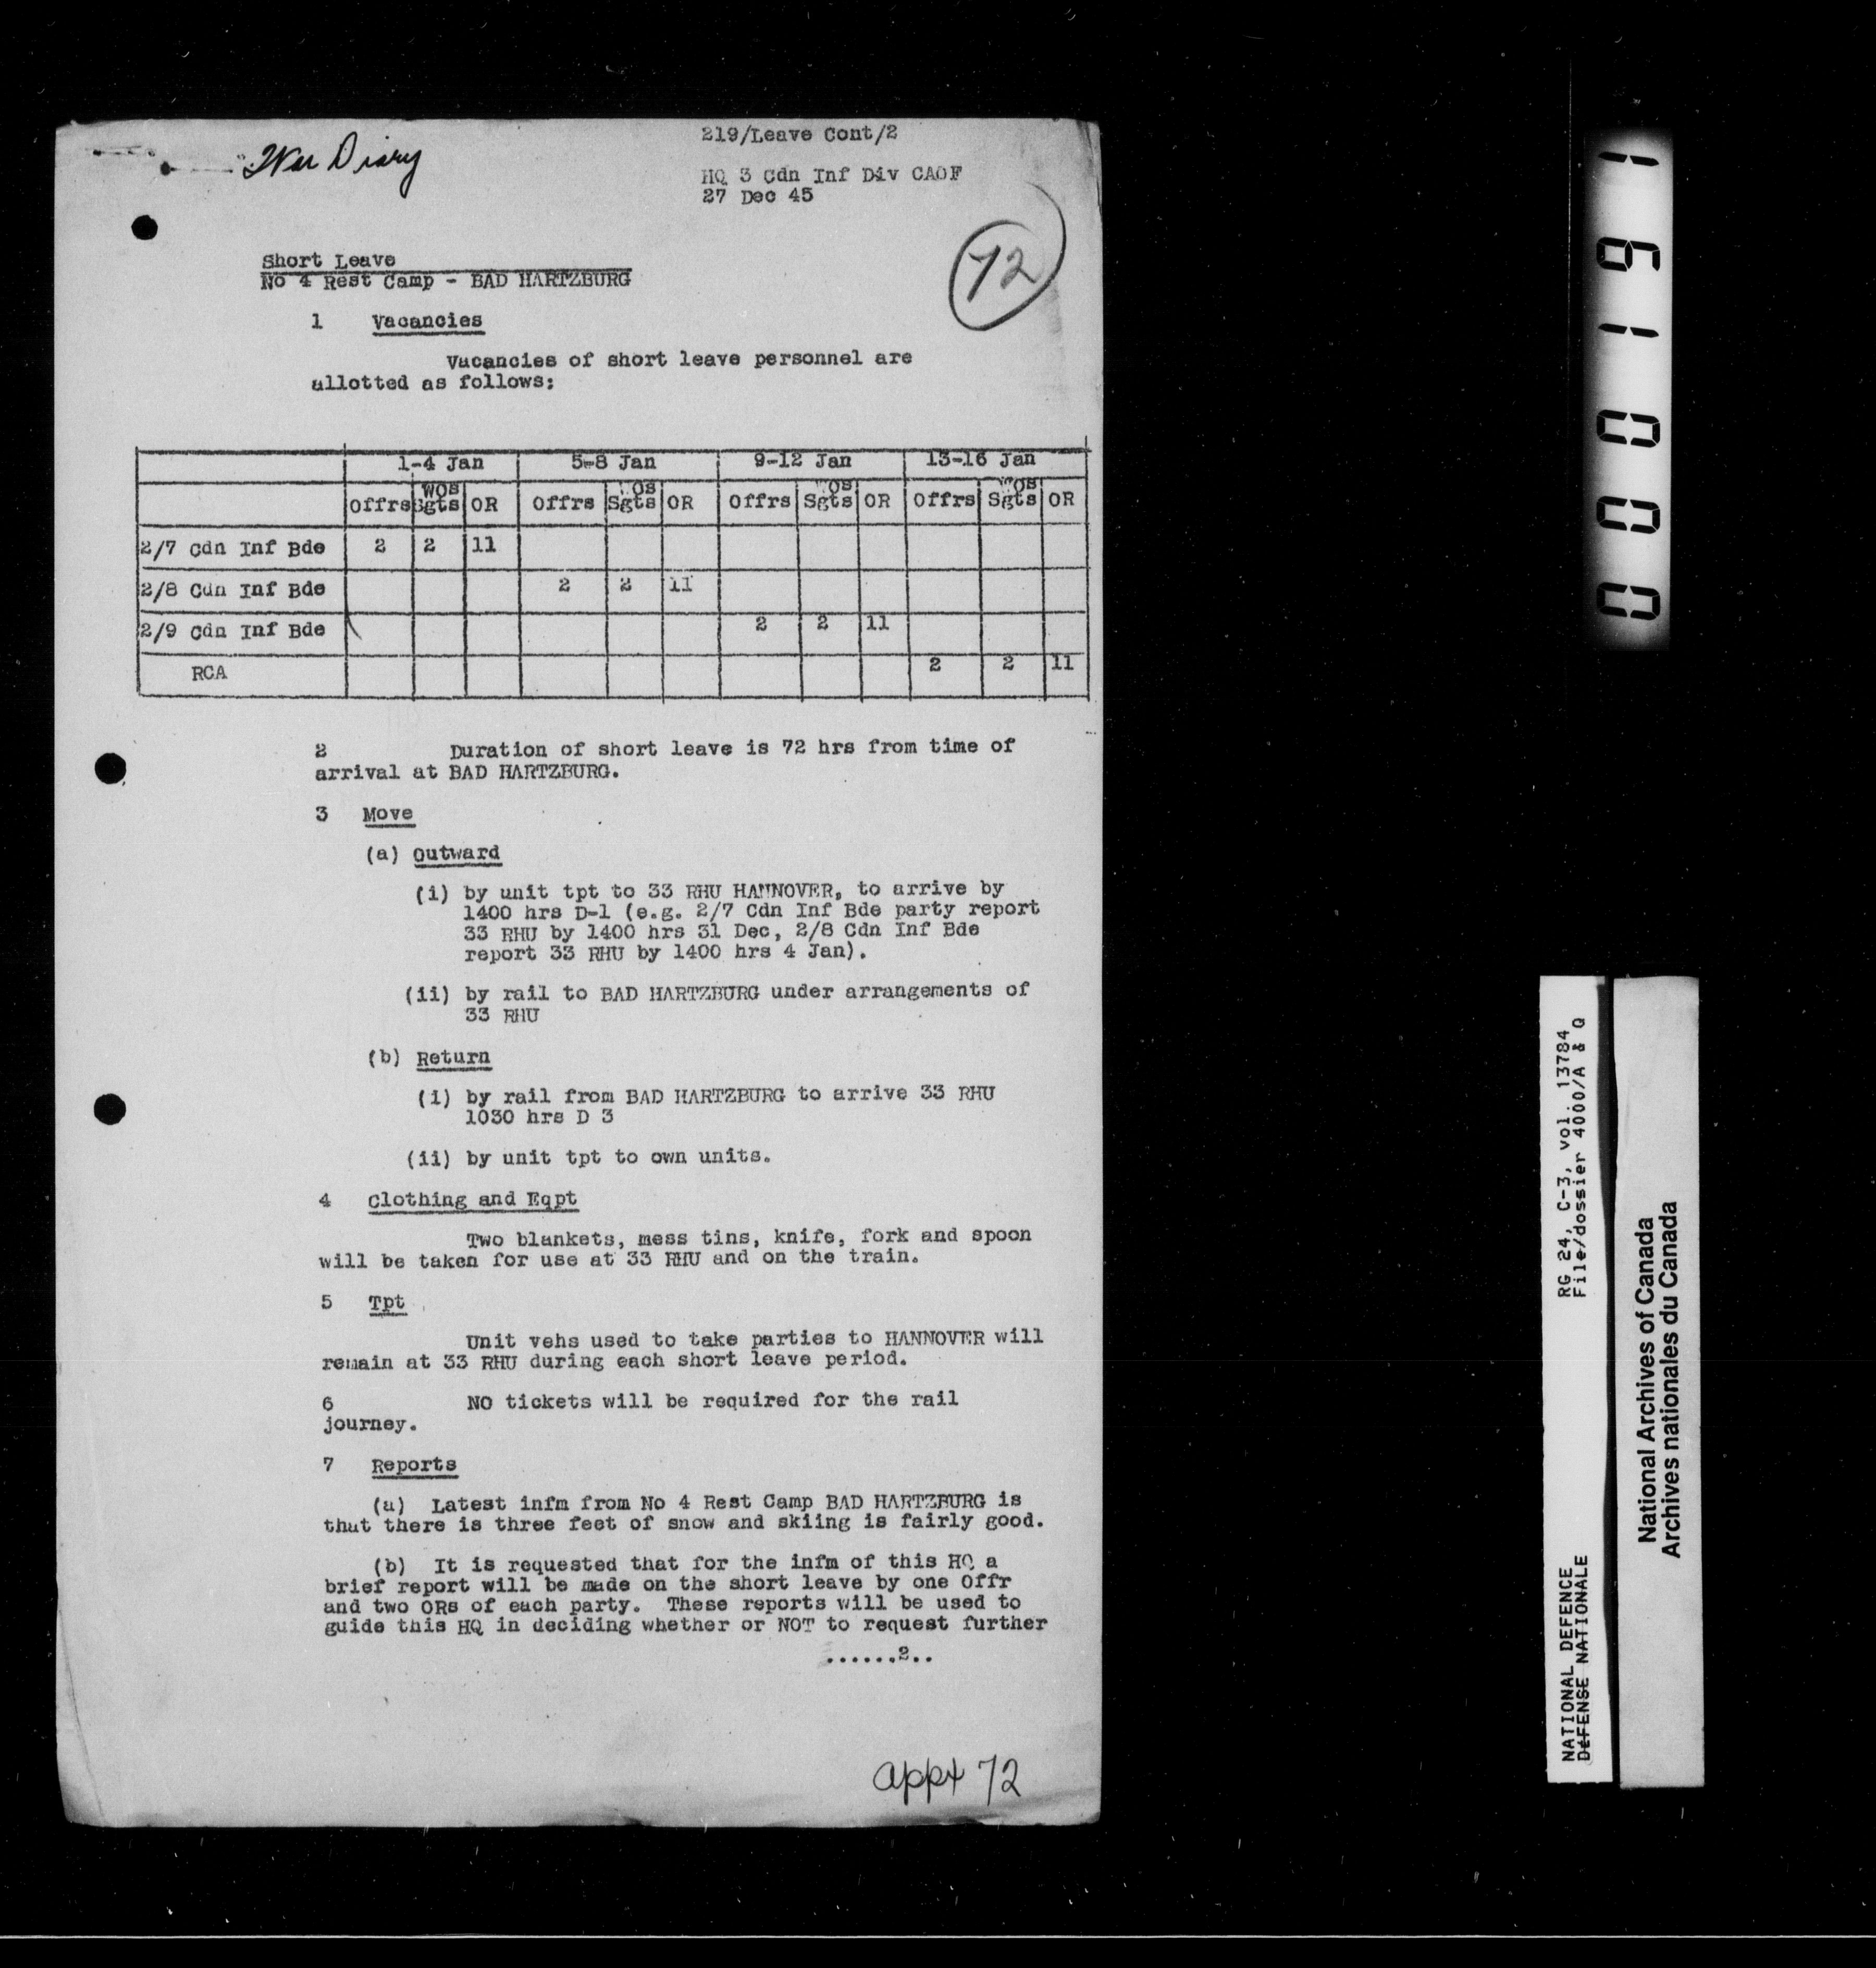 War Diary
219/Leave Cont/2
HQ 3 Cdn Inf Div CAOF
27 Dec 45
72
Short Leave
No 4 Rest Camp - BAD HARTZBURG
1 Vacancies
Vacancies of short leave personnel are
allotted as follows:
1-4 Jan 5-8 Jan 9-12 Jan 13-16 Jan
Offrs WOs Sgts OR Offrs WOs Sgts OR Offrs WOs Sgts OR Offrs WOs Sgts OR
2/7 Cdn Inf Bde 2 2 11
2/8 Cdn Inf Bde 2 2 11
2/9 Cdn Inf Bde 2 2 11
RCA 2 2 11
2 Duration of short leave is 72 hrs from time of
arrival at BAD HARTZBURG.
3 Move
(a) Outward
(i) by unit tpt to 33 RHU HANNOVER, to arrive by
1400 hrs D-1 (e.g. 2/7 Cdn Inf Bde party report
33 RHU by 1400 hrs 31 Dec, 2/8 Cdn Inf Bde
report 33 RHU by 1400 hrs 4 Jan).
(ii) by rail to BAD HARTZBURG under arrangements of
33 RHU
(b) Return
(i) by rail from BAD HARTZBURG to arrive 33 RHU
1030 hrs D 3
(ii) by unit tpt to own units.
4 Clothing and Eqpt
Two blankets, mess tins, knife, fork and spoon
will be taken for use at 33 RHU and on the train.
5 Tpt
Unit vehs used to take parties to HANNOVER will
remain at 33 RHU during each short leave period.
6 NO tickets will be required for the rail
journey.
7 Reports
(a) Latest infm from No 4 Rest Camp BAD HARTZBURG is
that there is three feet of snow and skiing is fairly good.
(b) It is requested that for the infm of this HQ a
brief report will be made on the short leave by one Offr
and two ORs of each party. These reports will be used to
guide this HQ in deciding whether or NOT to request further
......2..
appx 72
0000191
RG 24, C-3, vol. 13784
File/dossier 4000/A & Q
NATIONAL DEFENCE
DÉFENSE NATIONALE
National Archives of Canada
Archives nationales du Canada